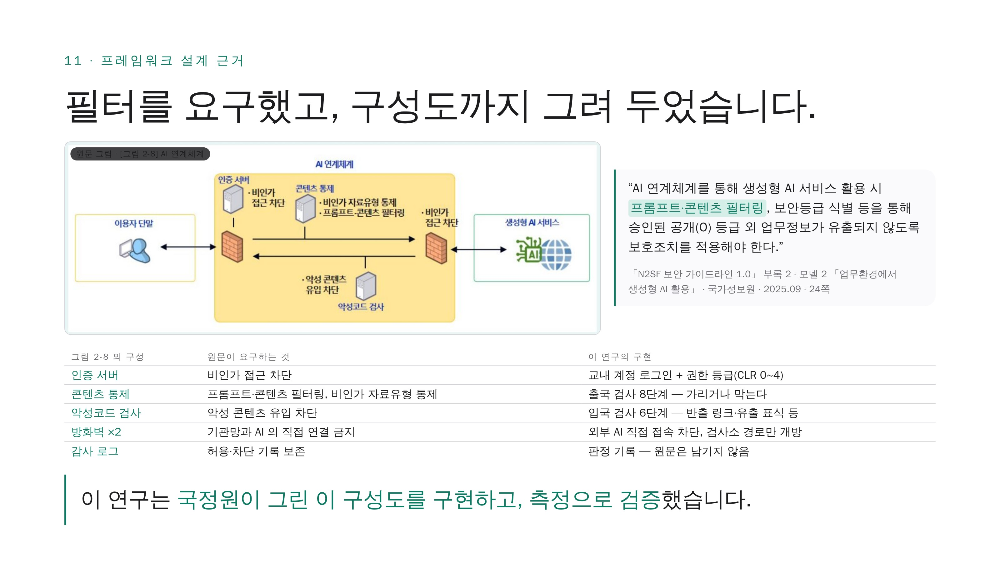 11 · 프레임워크 설계 근거
필터를 요구했고, 구성도까지 그려 두었습니다.
원문 그림 · [그림 2-8] AI 연계체계
AI 연계체계
인증 서버
· 비인가
접근 차단
콘텐츠 통제
· 비인가 자료유형 통제
· 프롬프트·콘텐츠 필터링
· 비인가
접근 차단
이용자 단말
생성형 AI 서비스
AI
· 악성 콘텐츠
유입 차단
악성코드 검사
“AI 연계체계를 통해 생성형 AI 서비스 활용 시
프롬프트·콘텐츠 필터링, 보안등급 식별 등을 통해
승인된 공개(O) 등급 외 업무정보가 유출되지 않도록
보호조치를 적용해야 한다.”
「N2SF 보안 가이드라인 1.0」 부록 2 · 모델 2 「업무환경에서
생성형 AI 활용」 · 국가정보원 · 2025.09 · 24쪽
그림 2-8 의 구성 원문이 요구하는 것 이 연구의 구현
인증 서버 비인가 접근 차단 교내 계정 로그인 + 권한 등급(CLR 0~4)
콘텐츠 통제 프롬프트·콘텐츠 필터링, 비인가 자료유형 통제 출국 검사 8단계 — 가리거나 막는다
악성코드 검사 악성 콘텐츠 유입 차단 입국 검사 6단계 — 반출 링크·유출 표식 등
방화벽 ×2 기관망과 AI 의 직접 연결 금지 외부 AI 직접 접속 차단, 검사소 경로만 개방
감사 로그 허용·차단 기록 보존 판정 기록 — 원문은 남기지 않음
이 연구는 국정원이 그린 이 구성도를 구현하고, 측정으로 검증했습니다.